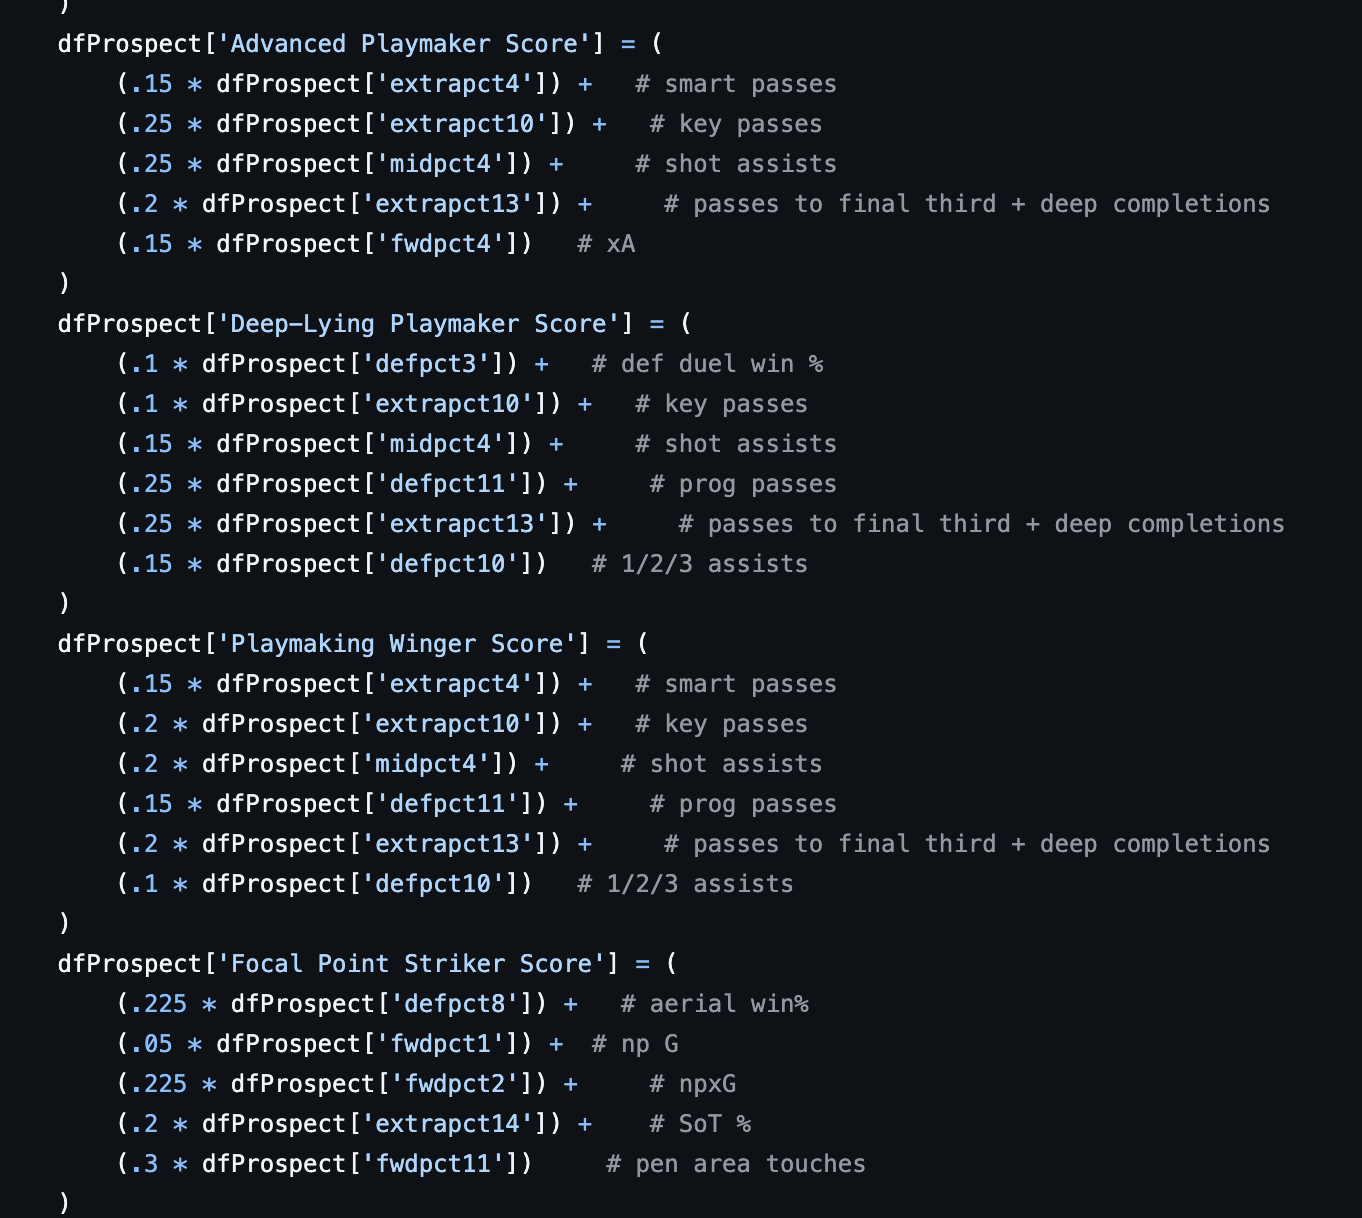 )
dfProspect['Advanced Playmaker Score'] = (
    (.15 * dfProspect['extrapct4']) +   # smart passes
    (.25 * dfProspect['extrapct10']) +   # key passes
    (.25 * dfProspect['midpct4']) +     # shot assists
    (.2 * dfProspect['extrapct13']) +     # passes to final third + deep completions
    (.15 * dfProspect['fwdpct4'])   # xA
)
dfProspect['Deep-Lying Playmaker Score'] = (
    (.1 * dfProspect['defpct3']) +   # def duel win %
    (.1 * dfProspect['extrapct10']) +   # key passes
    (.15 * dfProspect['midpct4']) +     # shot assists
    (.25 * dfProspect['defpct11']) +     # prog passes
    (.25 * dfProspect['extrapct13']) +     # passes to final third + deep completions
    (.15 * dfProspect['defpct10'])   # 1/2/3 assists
)
dfProspect['Playmaking Winger Score'] = (
    (.15 * dfProspect['extrapct4']) +   # smart passes
    (.2 * dfProspect['extrapct10']) +   # key passes
    (.2 * dfProspect['midpct4']) +     # shot assists
    (.15 * dfProspect['defpct11']) +     # prog passes
    (.2 * dfProspect['extrapct13']) +     # passes to final third + deep completions
    (.1 * dfProspect['defpct10'])   # 1/2/3 assists
)
dfProspect['Focal Point Striker Score'] = (
    (.225 * dfProspect['defpct8']) +   # aerial win%
    (.05 * dfProspect['fwdpct1']) +  # np G
    (.225 * dfProspect['fwdpct2']) +     # npxG
    (.2 * dfProspect['extrapct14']) +    # SoT %
    (.3 * dfProspect['fwdpct11'])     # pen area touches
)